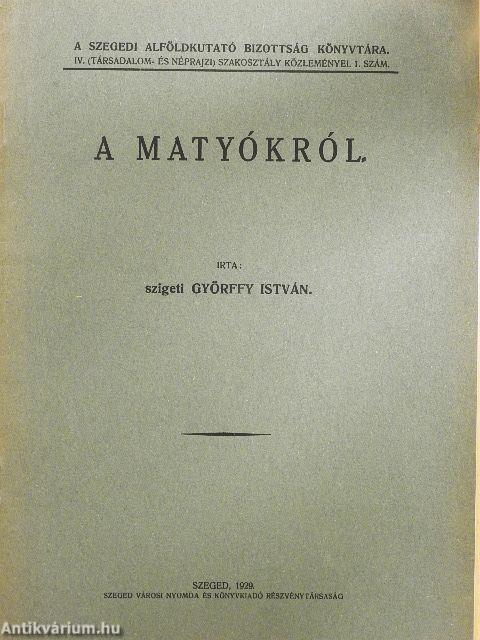 A SZEGEDI ALFÖLDKUTATÓ BIZOTTSÁG KÖNYVTÁRA.
IV. (TÁRSADALOM- ÉS NÉPRAJZI) SZAKOSZTÁLY KÖZLEMÉNYEI. 1. SZÁM.
A MATYÓKRÓL.
IRTA:
szigeti GYÖRFFY ISTVÁN.
SZEGED, 1929.
SZEGED VÁROSI NYOMDA ÉS KÖNYVKIADÓ RÉSZVÉNYTÁRSASÁG
Antikvárium.hu